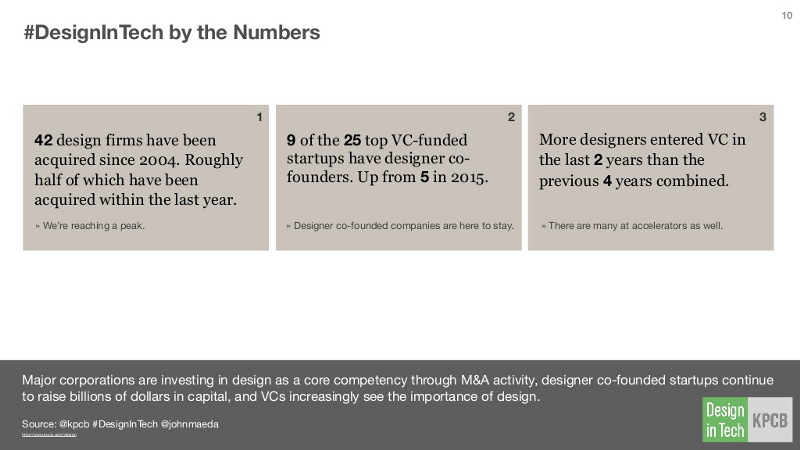 10
#DesignInTech by the Numbers
1
42 design firms have been
acquired since 2004. Roughly
half of which have been
acquired within the last year.
» We're reaching a peak.
2
9 of the 25 top VC-funded
startups have designer co-
founders. Up from 5 in 2015.
» Designer co-founded companies are here to stay.
3
More designers entered VC in
the last 2 years than the
previous 4 years combined.
» There are many at accelerators as well.
Major corporations are investing in design as a core competency through M&A activity, designer co-founded startups continue
to raise billions of dollars in capital, and VCs increasingly see the importance of design.
Source: @kpcb #DesignInTech @johnmaeda
Design
in Tech
KPCB